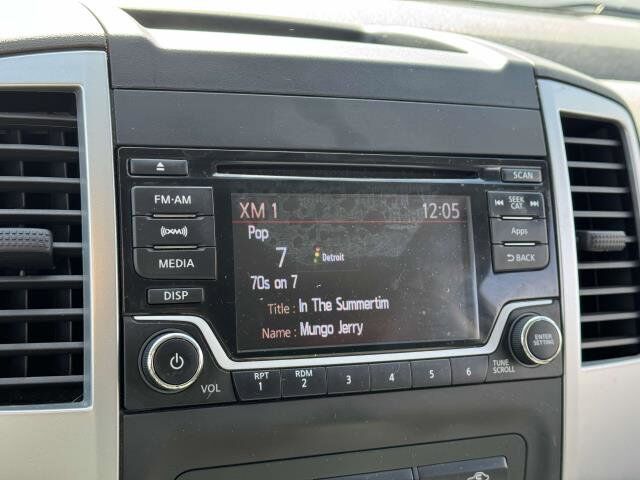 SCAN
FM·AM
XM
MEDIA
DISP
XM 1 12:05
Pop
7 Detroit
70s on 7
Title : In The Summertim
Name : Mungo Jerry
SEEK
CAT
Apps
BACK
VOL
RPT
1
RDM
2
3
4
5
6
TUNE
SCROLL
ENTER
SETTING